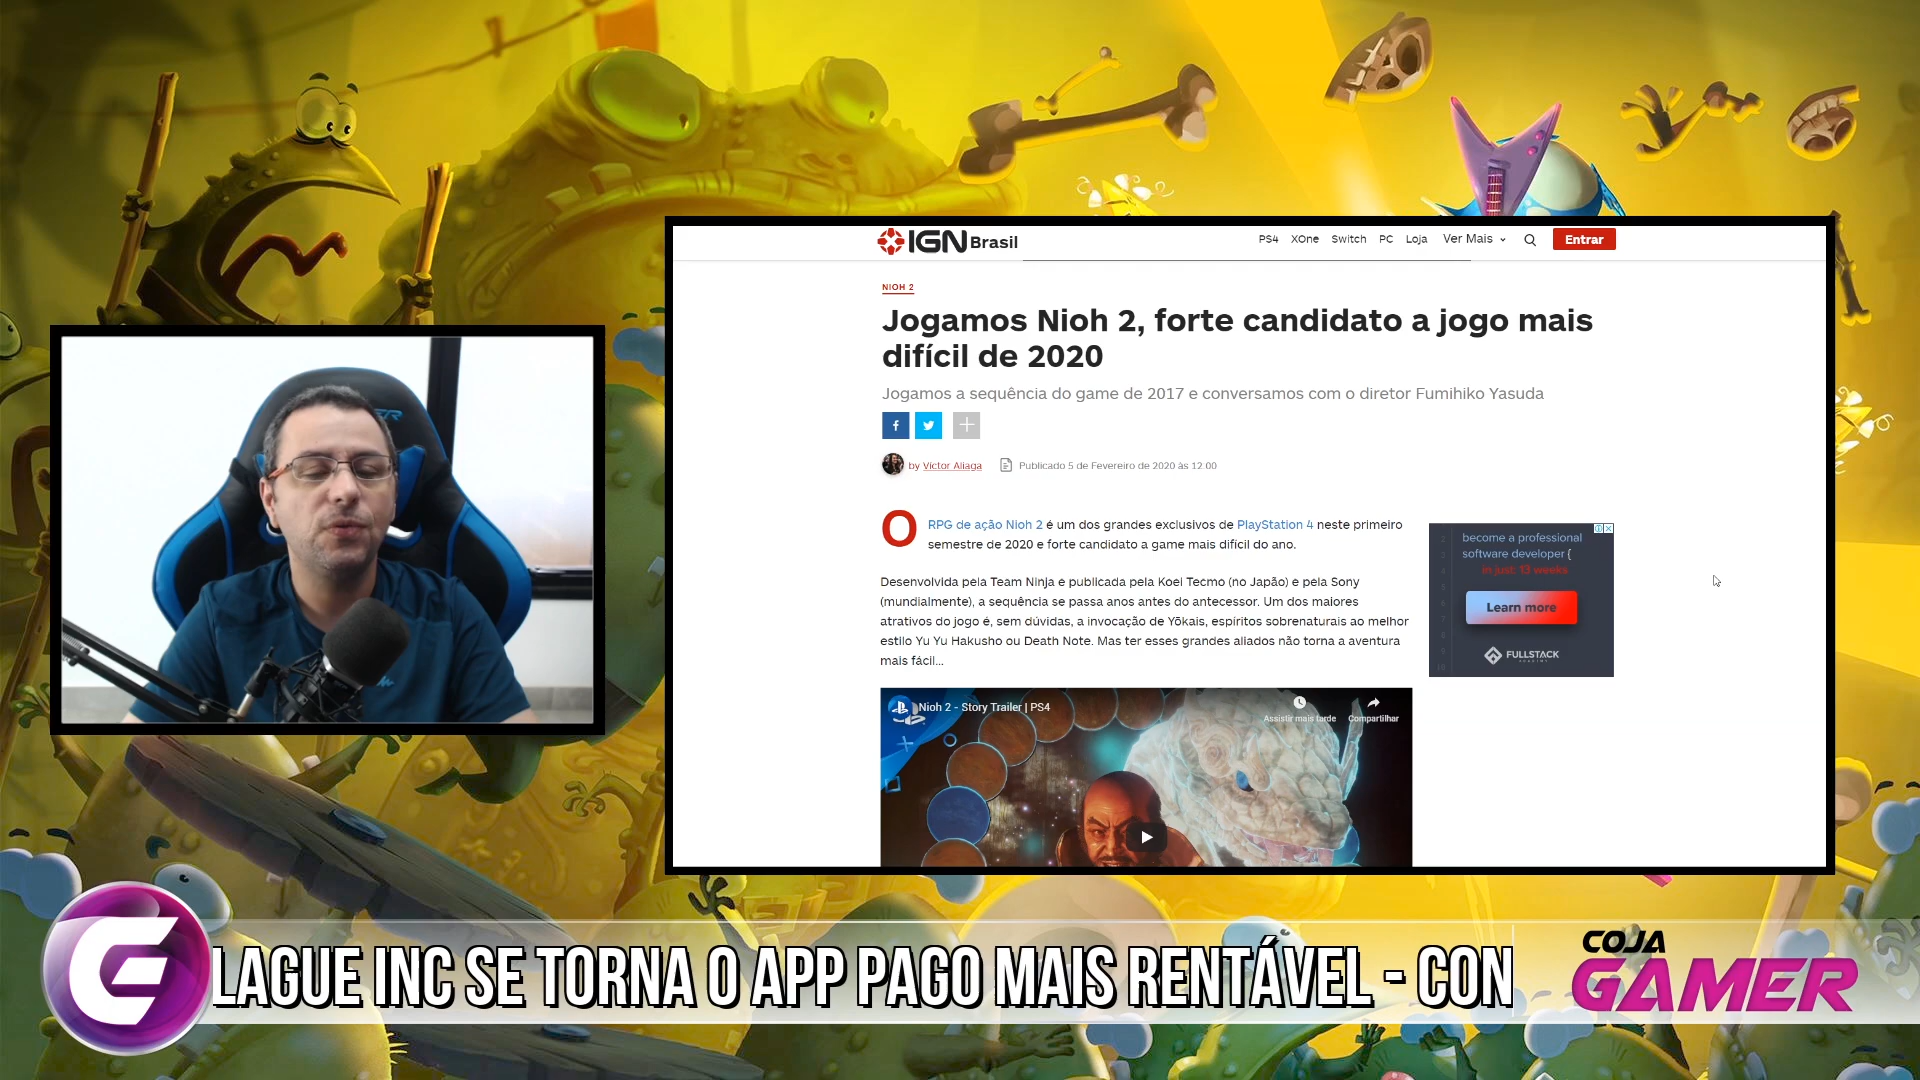 IGN Brasil
PS4 XOne Switch PC Loja Ver Mais Entrar
NIOH 2
Jogamos Nioh 2, forte candidato a jogo mais
difícil de 2020
Jogamos a sequência do game de 2017 e conversamos com o diretor Fumihiko Yasuda
by Victor Aliaga Publicado 5 de Fevereiro de 2020 às 12:00
O RPG de ação Nioh 2 é um dos grandes exclusivos de PlayStation 4 neste primeiro
semestre de 2020 e forte candidato a game mais difícil do ano.
Desenvolvida pela Team Ninja e publicada pela Koei Tecmo (no Japão) e pela Sony
(mundialmente), a sequência se passa anos antes do antecessor. Um dos maiores
atrativos do jogo é, sem dúvidas, a invocação de Yōkais, espíritos sobrenaturais ao melhor
estilo Yu Yu Hakusho ou Death Note. Mas ter esses grandes aliados não torna a aventura
mais fácil...
become a professional
software developer {
in just: 13 weeks
Learn more
FULLSTACK
ACADEMY
Nioh 2 - Story Trailer | PS4
Assistir mais tarde Compartilhar
LAGUE INC SE TORNA O APP PAGO MAIS RENTÁVEL - CON
COJA
GAMER